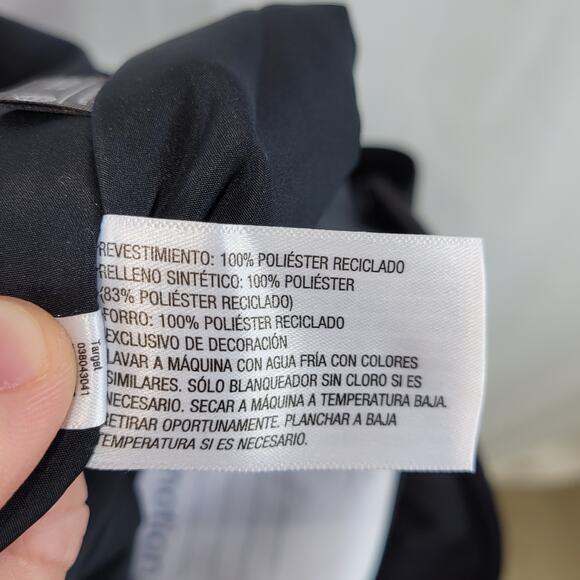 REVESTIMIENTO: 100% POLIÉSTER RECICLADO
RELLENO SINTÉTICO: 100% POLIÉSTER
(83% POLIÉSTER RECICLADO)
FORRO: 100% POLIÉSTER RECICLADO
EXCLUSIVO DE DECORACIÓN
LAVAR A MÁQUINA CON AGUA FRÍA CON COLORES
SIMILARES. SÓLO BLANQUEADOR SIN CLORO SI ES
NECESARIO. SECAR A MÁQUINA A TEMPERATURA BAJA.
RETIRAR OPORTUNAMENTE. PLANCHAR A BAJA
TEMPERATURA SI ES NECESARIO.
Target
038043041
motion